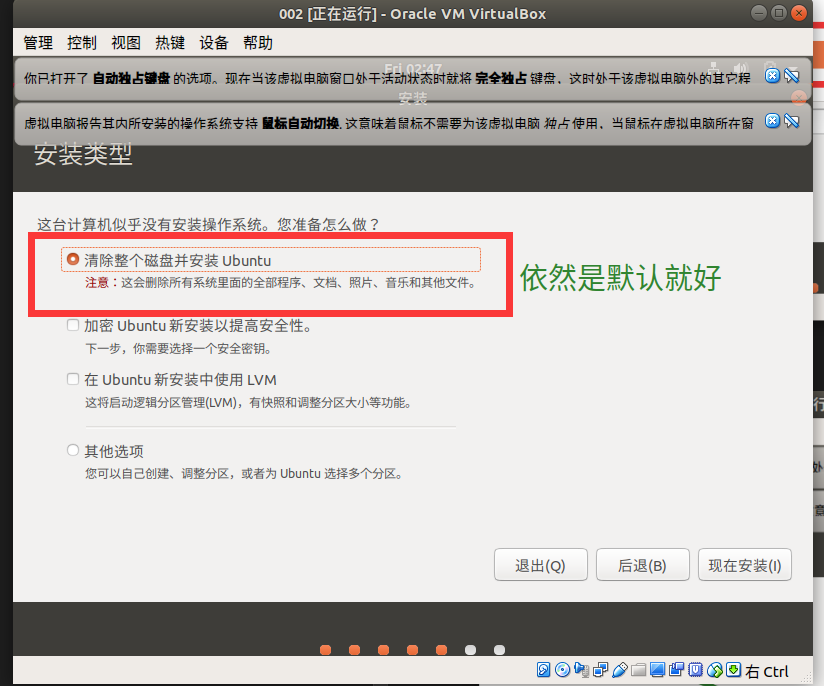 002 [正在运行] - Oracle VM VirtualBox
管理 控制 视图 热键 设备 帮助
Fri 02:47
你已打开了 自动独占键盘 的选项。现在当该虚拟电脑窗口处于活动状态时就将 完全独占 键盘，这时处于该虚拟电脑外的其它程
安装
虚拟电脑报告其内所安装的操作系统支持 鼠标自动切换. 这意味着鼠标不需要为该虚拟电脑 独占 使用，当鼠标在虚拟电脑所在窗
安装类型
这台计算机似乎没有安装操作系统。您准备怎么做？
清除整个磁盘并安装 Ubuntu
注意：这会删除所有系统里面的全部程序、文档、照片、音乐和其他文件。
依然是默认就好
加密 Ubuntu 新安装以提高安全性。
下一步，你需要选择一个安全密钥。
在 Ubuntu 新安装中使用 LVM
这将启动逻辑分区管理(LVM)，有快照和调整分区大小等功能。
其他选项
您可以自己创建、调整分区，或者为 Ubuntu 选择多个分区。
退出(Q) 后退(B) 现在安装(I)
右 Ctrl